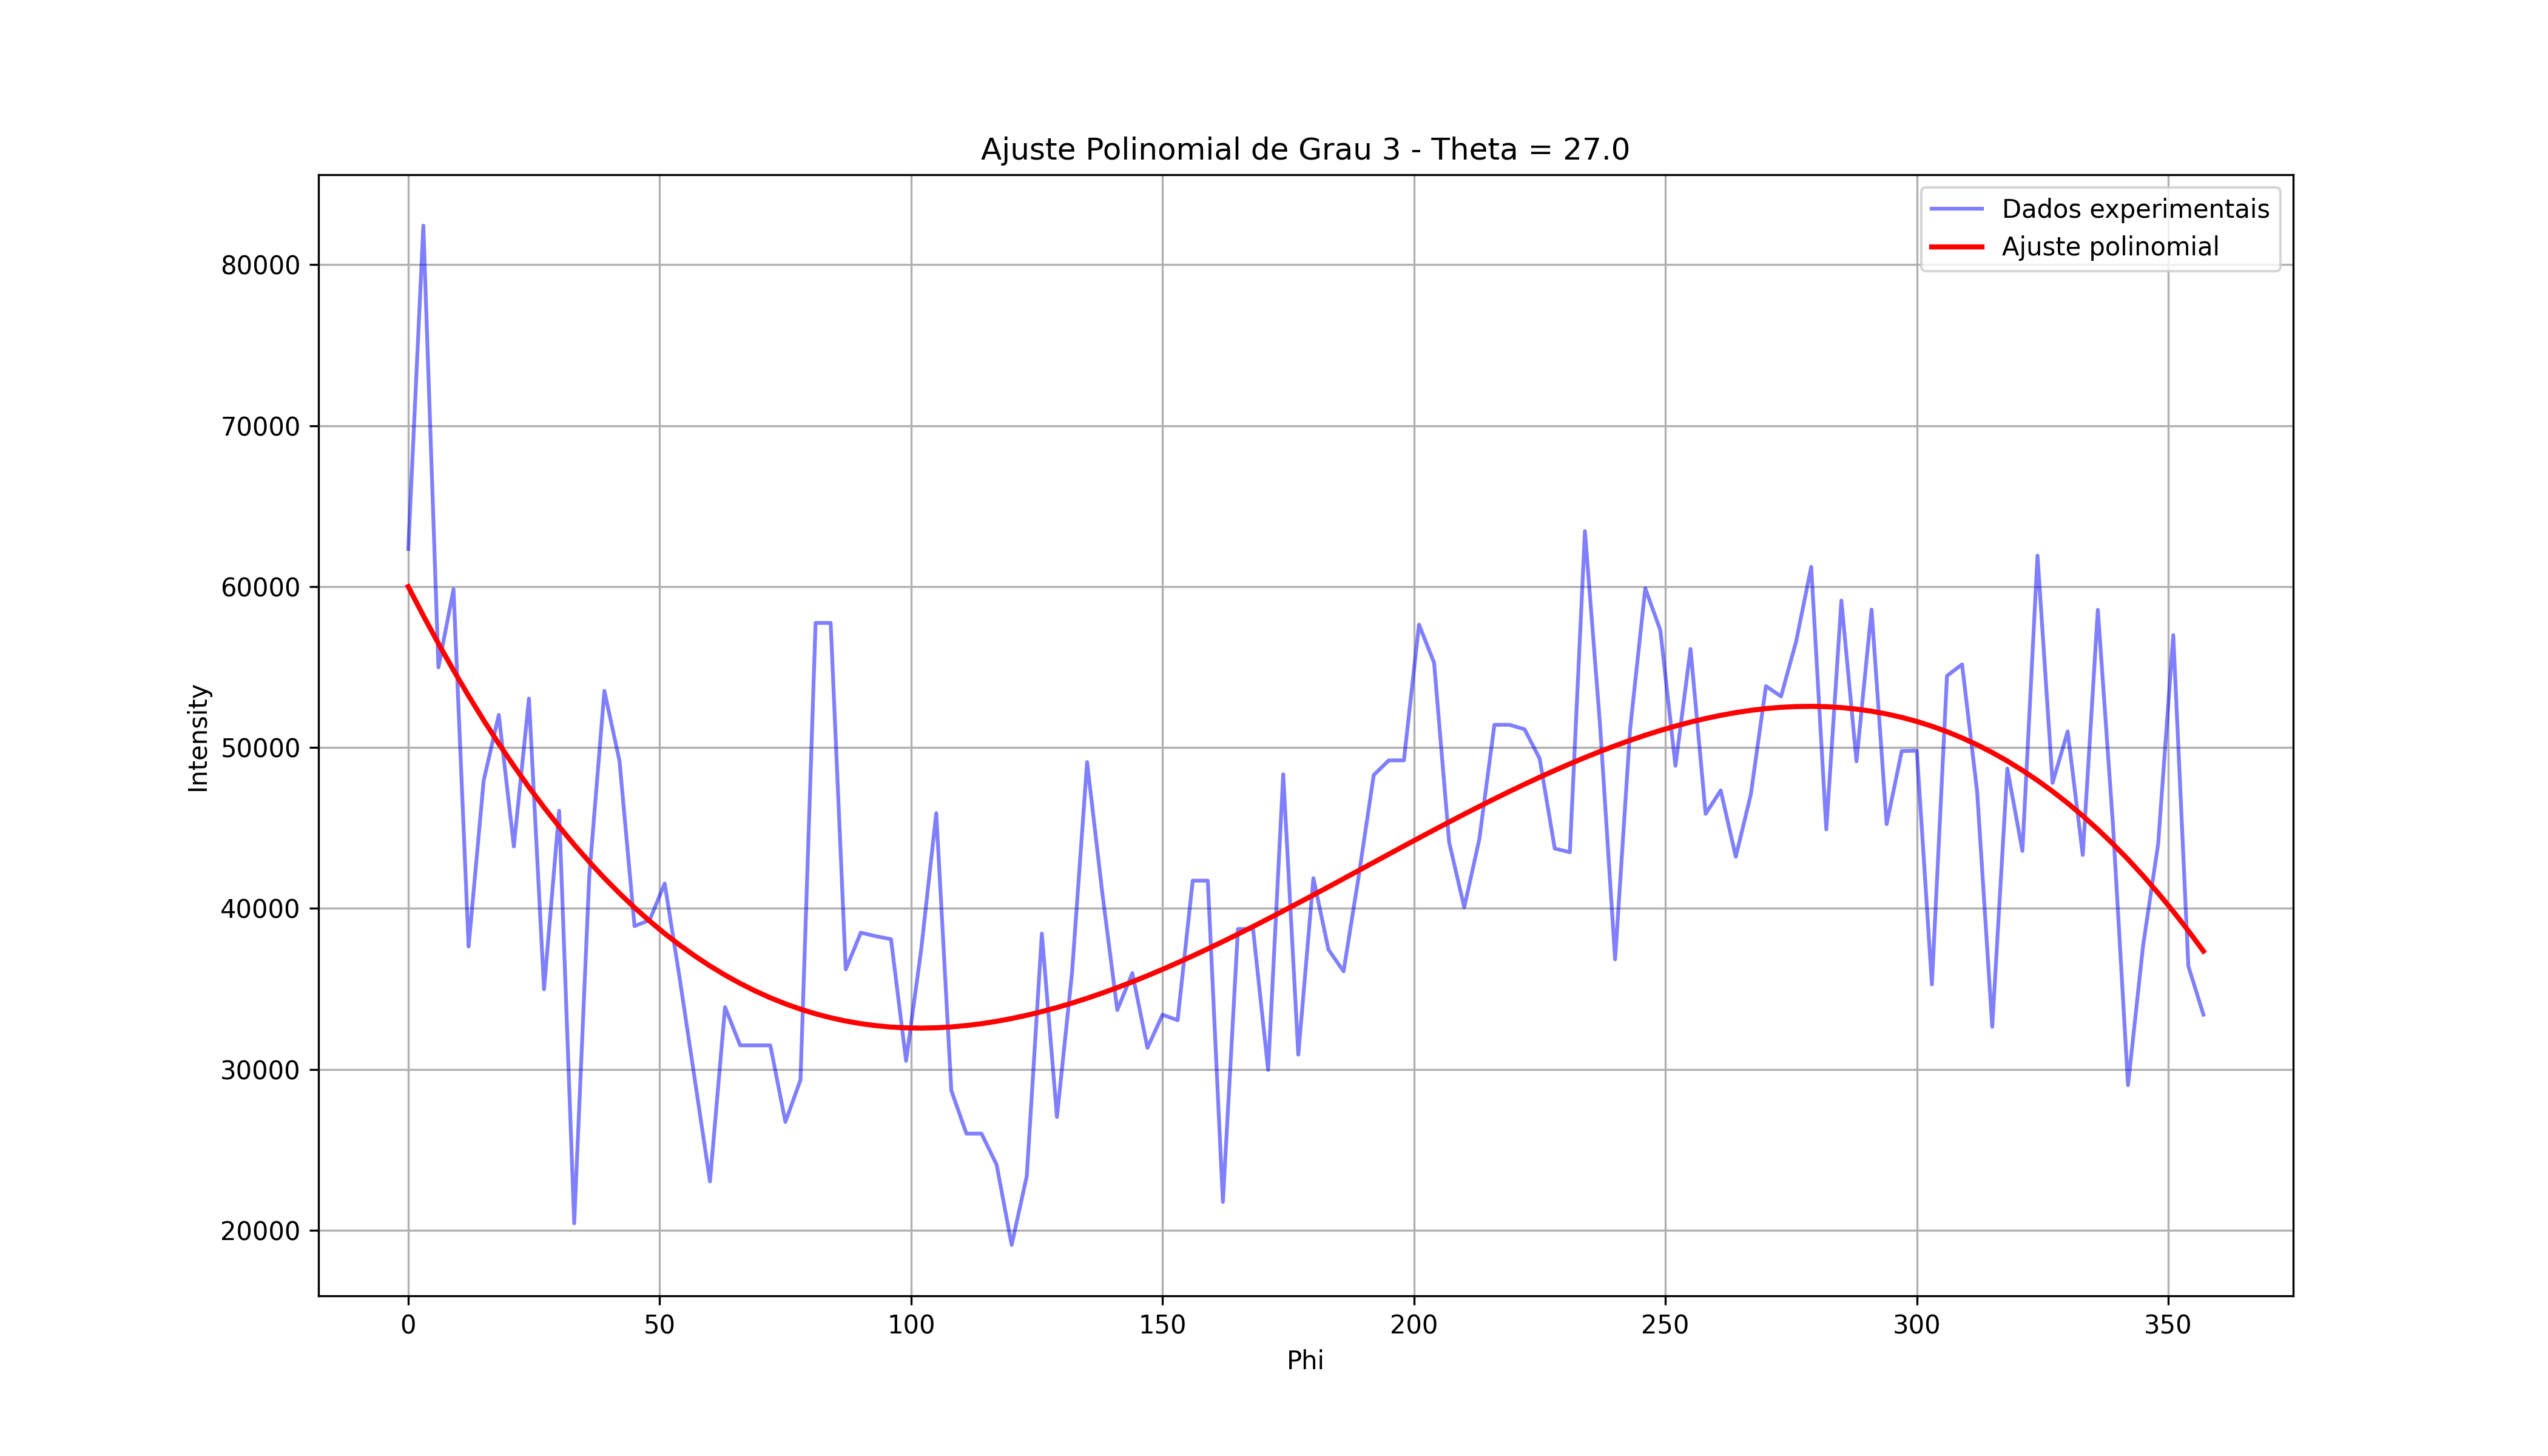 Ajuste Polinomial de Grau 3 - Theta = 27.0
Dados experimentais
Ajuste polinomial
80000
70000
60000
50000
40000
30000
20000
Intensity
0 50 100 150 200 250 300 350
Phi